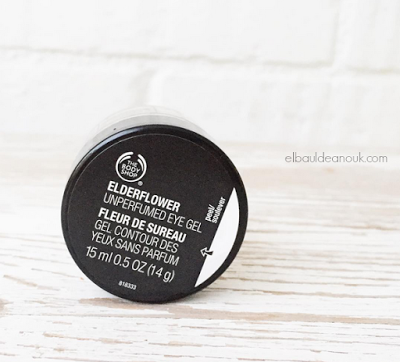 elbauldeanouk.com
THE
BODY
SHOP
®
ELDERFLOWER
UNPERFUMED EYE GEL
FLEUR DE SUREAU
GEL CONTOUR DES
YEUX SANS PARFUM
15 ml 0.5 OZ (14 g)
peel/
soulever
818333